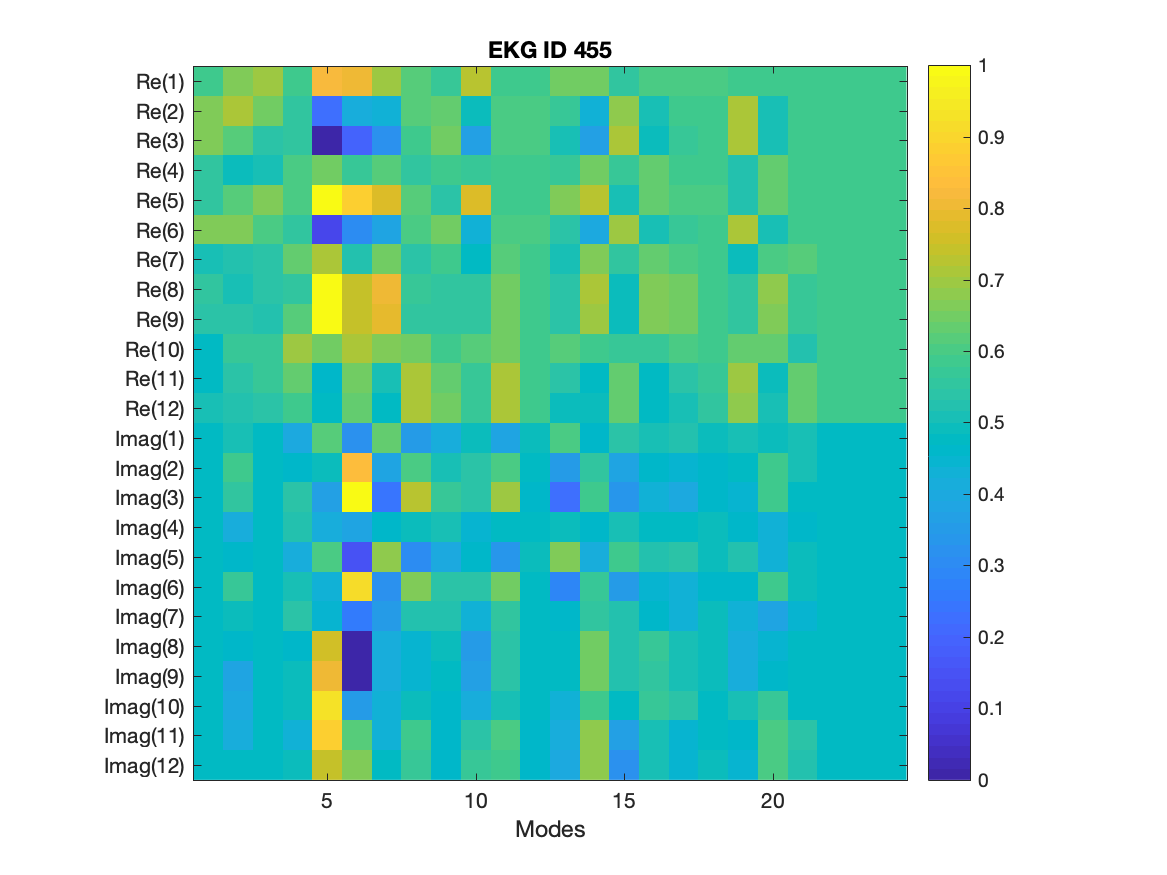 EKG ID 455
Re(1)
Re(2)
Re(3)
Re(4)
Re(5)
Re(6)
Re(7)
Re(8)
Re(9)
Re(10)
Re(11)
Re(12)
Imag(1)
Imag(2)
Imag(3)
Imag(4)
Imag(5)
Imag(6)
Imag(7)
Imag(8)
Imag(9)
Imag(10)
Imag(11)
Imag(12)
5 10 15 20
Modes
1
0.9
0.8
0.7
0.6
0.5
0.4
0.3
0.2
0.1
0